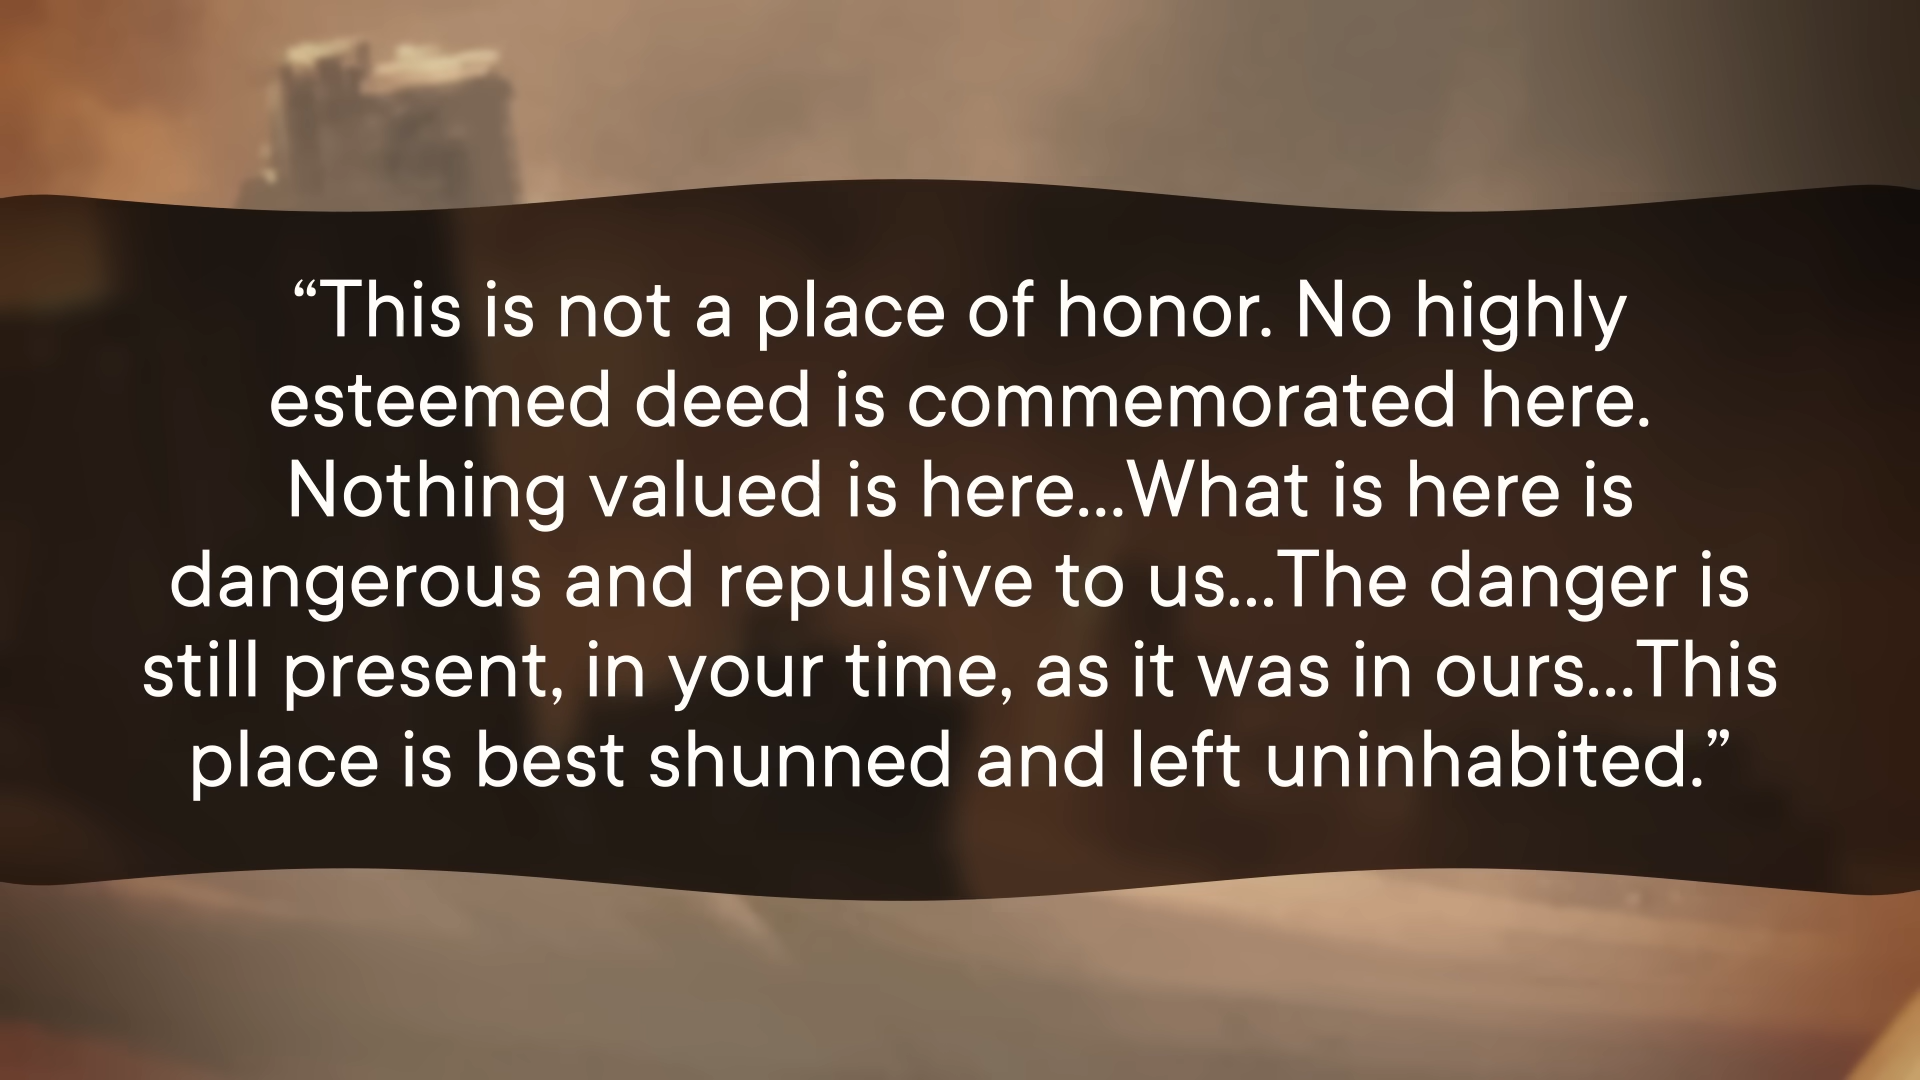 “This is not a place of honor. No highly
esteemed deed is commemorated here.
Nothing valued is here...What is here is
dangerous and repulsive to us...The danger is
still present, in your time, as it was in ours...This
place is best shunned and left uninhabited.”